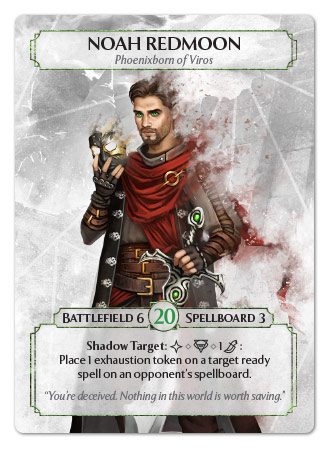 NOAH REDMOON
Phoenixborn of Viros
BATTLEFIELD 6 20 SPELLBOARD 3
Shadow Target: 1 :
Place 1 exhaustion token on a target ready
spell on an opponent's spellboard.
"You're deceived. Nothing in this world is worth saving."